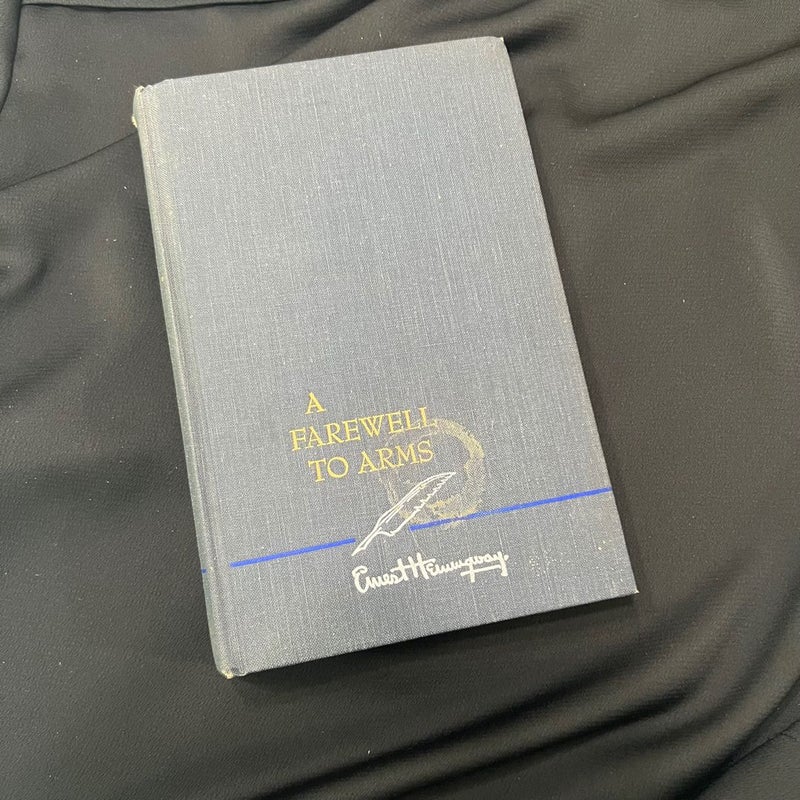 A
FAREWELL
TO ARMS
Ernest Hemingway.